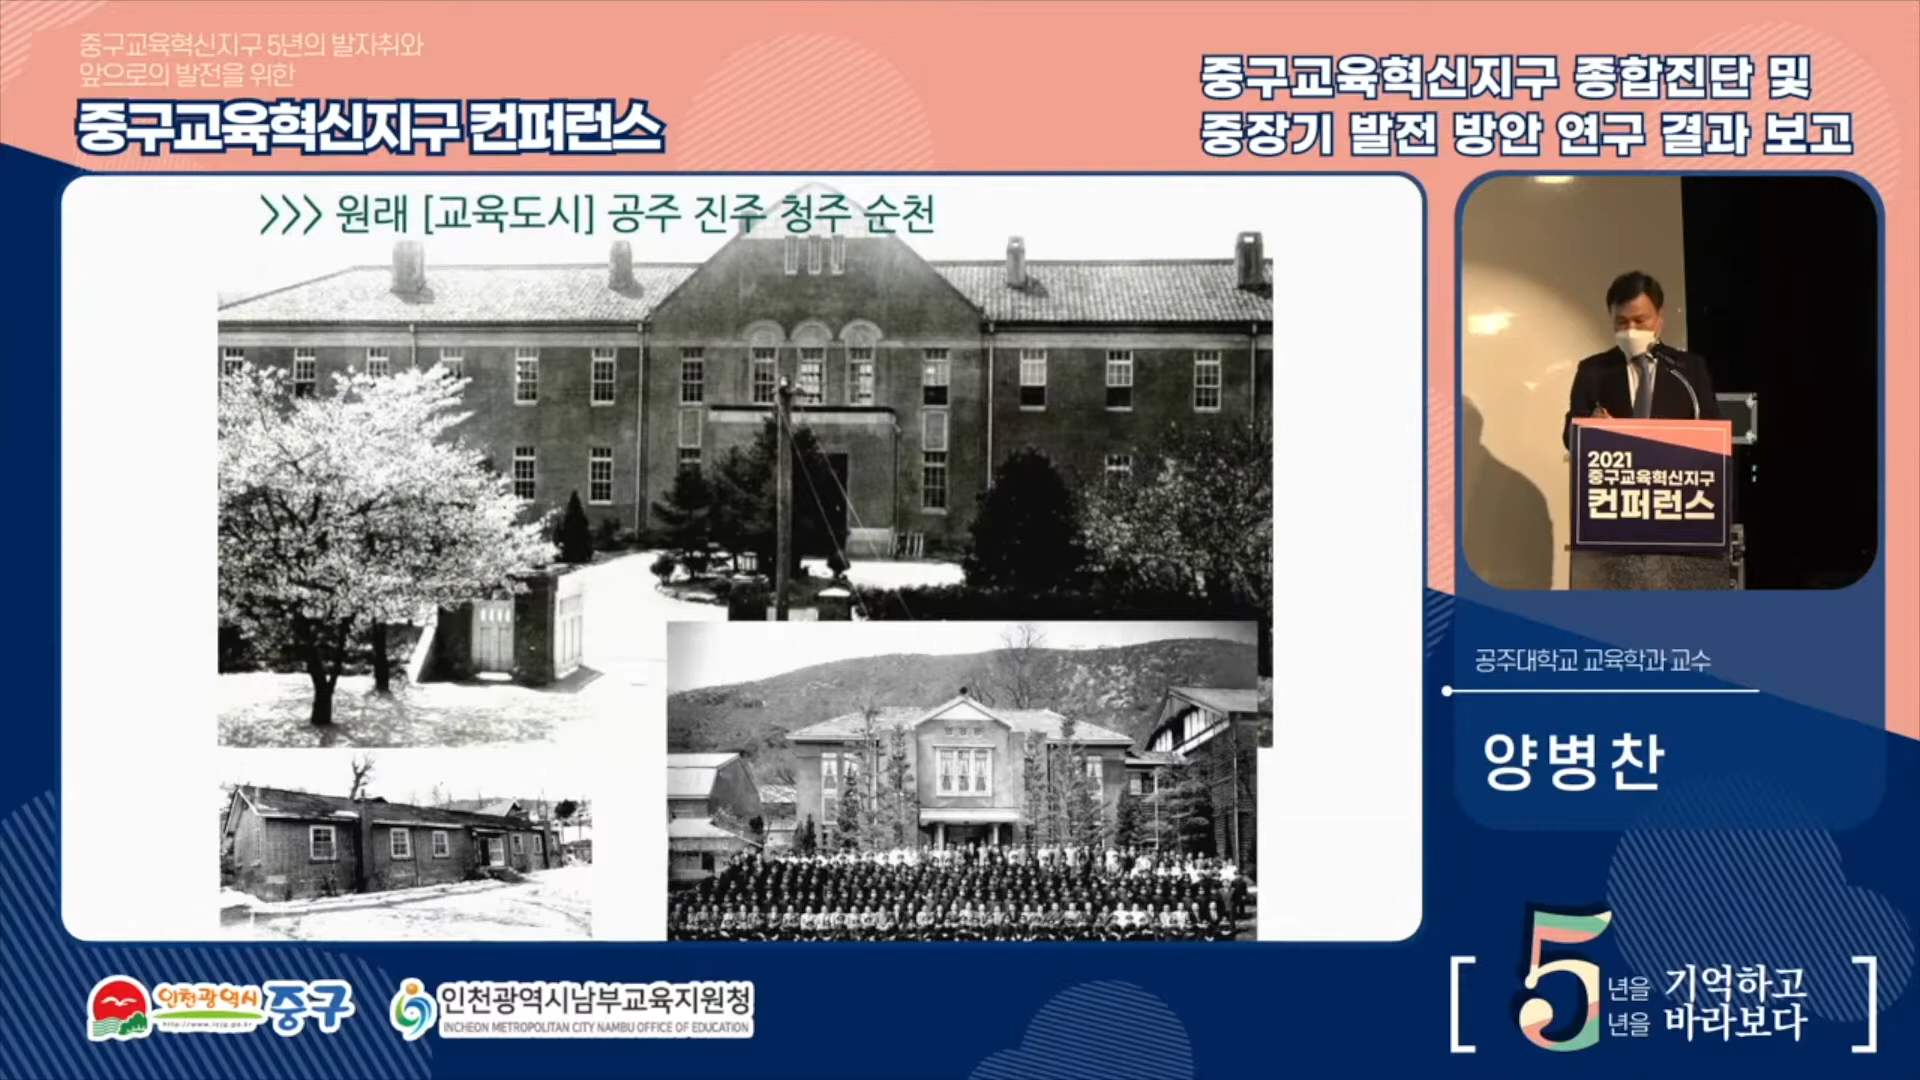 중구교육혁신지구 5년의 발자취와
앞으로의 발전을 위한
중구교육혁신지구 컨퍼런스
중구교육혁신지구 종합진단 및
중장기 발전 방안 연구 결과 보고
>>> 원래 [교육도시] 공주 진주 청주 순천
2021
중구교육혁신지구
컨퍼런스
공주대학교 교육학과 교수
양병찬
인천광역시 중구
http://www.icjg.go.kr
인천광역시남부교육지원청
INCHEON METROPOLITAN CITY NAMBU OFFICE OF EDUCATION
[5년을 기억하고
년을 바라보다]